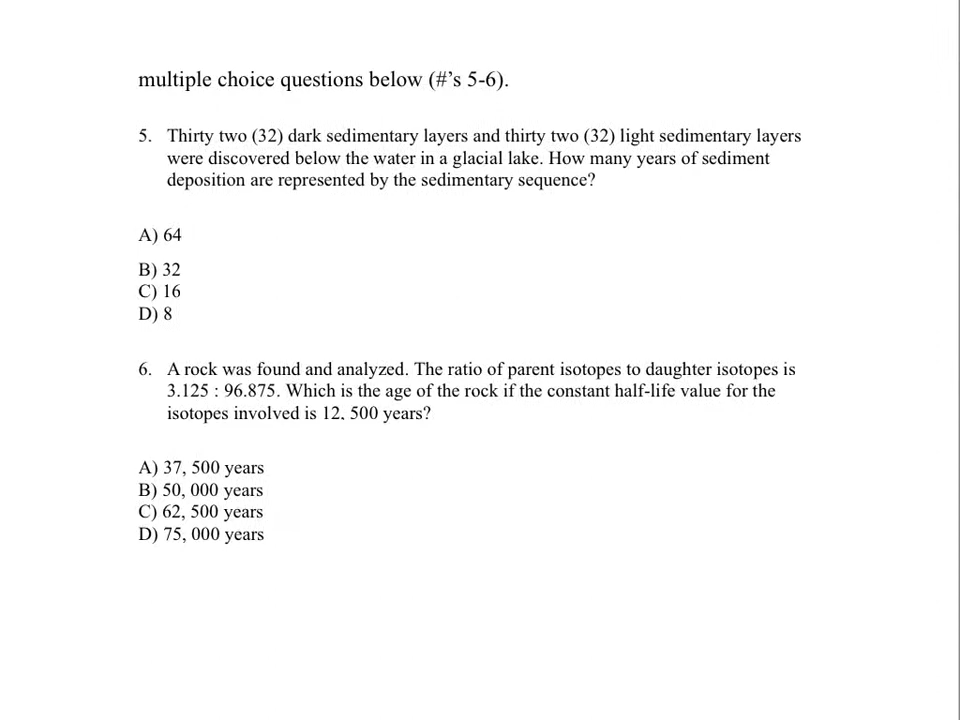 multiple choice questions below (#’s 5-6).
5. Thirty two (32) dark sedimentary layers and thirty two (32) light sedimentary layers
were discovered below the water in a glacial lake. How many years of sediment
deposition are represented by the sedimentary sequence?
A) 64
B) 32
C) 16
D) 8
6. A rock was found and analyzed. The ratio of parent isotopes to daughter isotopes is
3.125 : 96.875. Which is the age of the rock if the constant half-life value for the
isotopes involved is 12, 500 years?
A) 37, 500 years
B) 50, 000 years
C) 62, 500 years
D) 75, 000 years